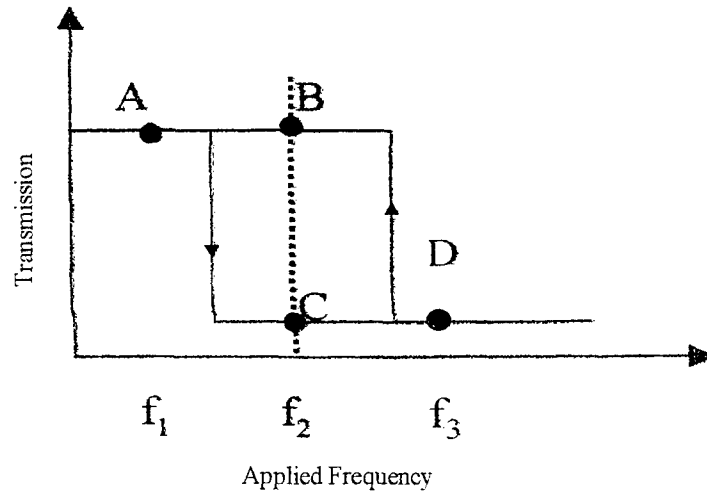 A
B
Transmission
D
C
f₁ f₂ f₃
Applied Frequency